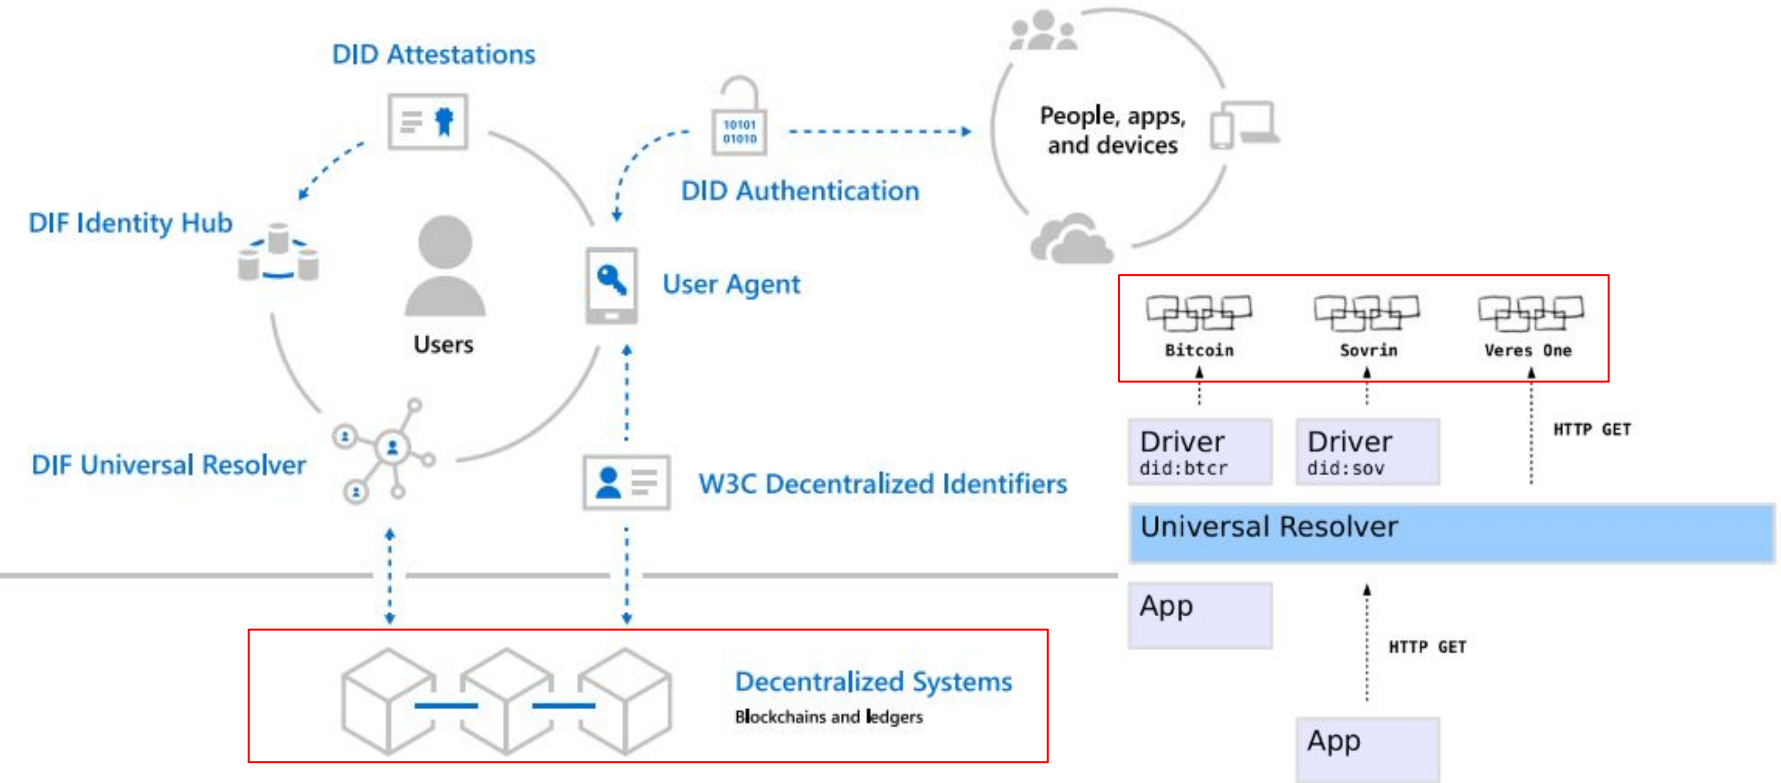 DID Attestations
DIF Identity Hub
Users
User Agent
10101
01010
DID Authentication
People, apps,
and devices
DIF Universal Resolver
W3C Decentralized Identifiers
Decentralized Systems
Blockchains and ledgers
Bitcoin
Sovrin
Veres One
Driver
did:btcr
Driver
did:sov
HTTP GET
Universal Resolver
App
HTTP GET
App